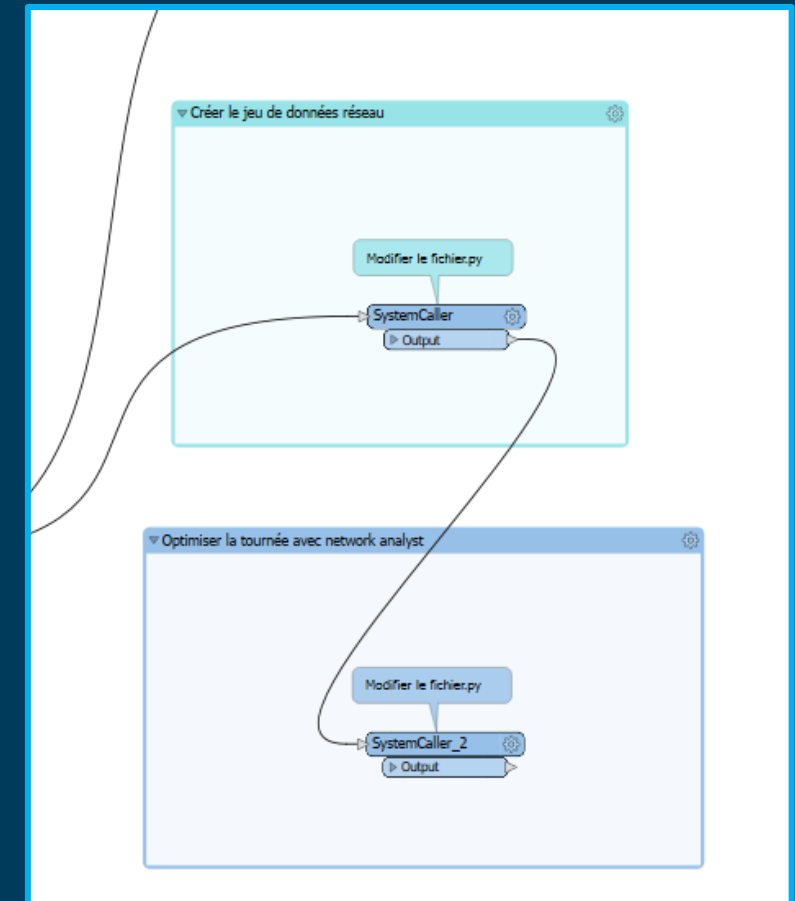 Créer le jeu de données réseau
Modifier le fichier.py
SystemCaller
Output
Optimiser la tournée avec network analyst
Modifier le fichier.py
SystemCaller_2
Output